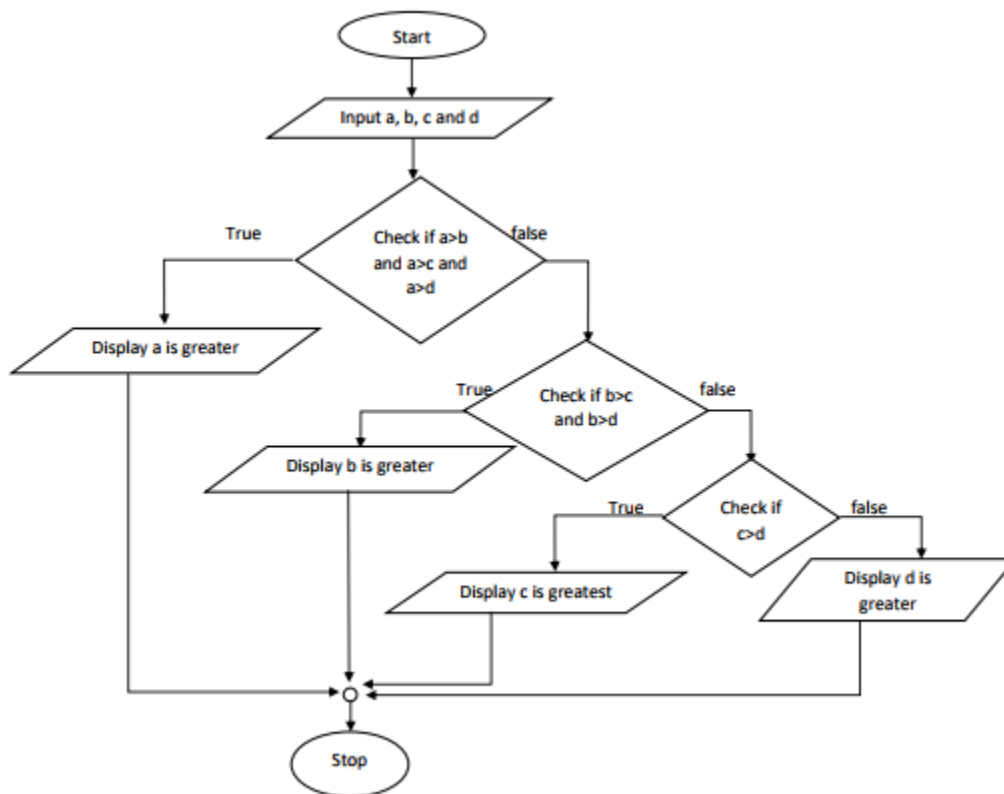 Start
Input a, b, c and d
True
Check if a>b
and a>c and
a>d
false
Display a is greater
True
Check if b>c
and b>d
false
Display b is greater
True
Check if
c>d
false
Display c is greatest
Display d is
greater
Stop